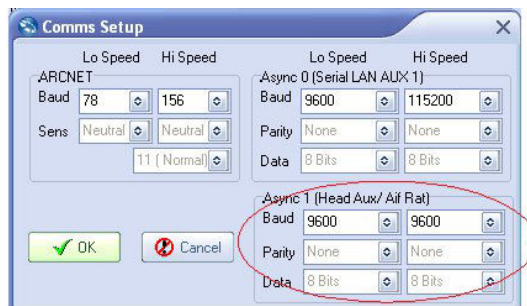 Comms Setup
Lo Speed Hi Speed
ARCNET
Baud 78 156
Sens Neutral Neutral
11 ( Normal)
Lo Speed Hi Speed
Async 0 (Serial LAN AUX 1)
Baud 9600 115200
Parity None None
Data 8 Bits 8 Bits
Async 1 (Head Aux/ Aif Rat)
Baud 9600 9600
Parity None None
Data 8 Bits 8 Bits
OK Cancel